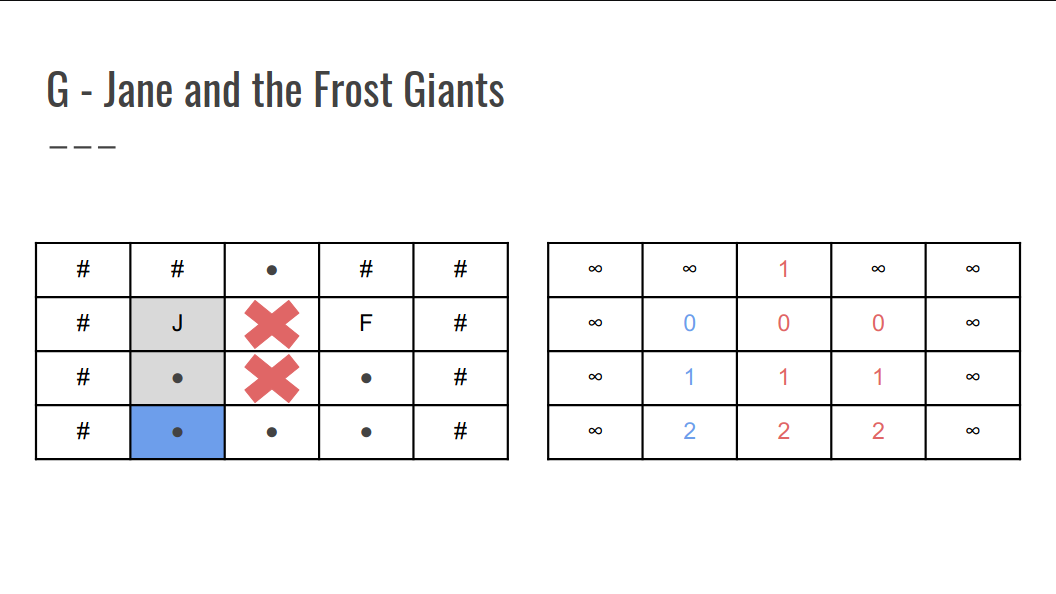 G - Jane and the Frost Giants
# # • # #
# J F #
# • • #
# • • • #
∞ ∞ 1 ∞ ∞
∞ 0 0 0 ∞
∞ 1 1 1 ∞
∞ 2 2 2 ∞